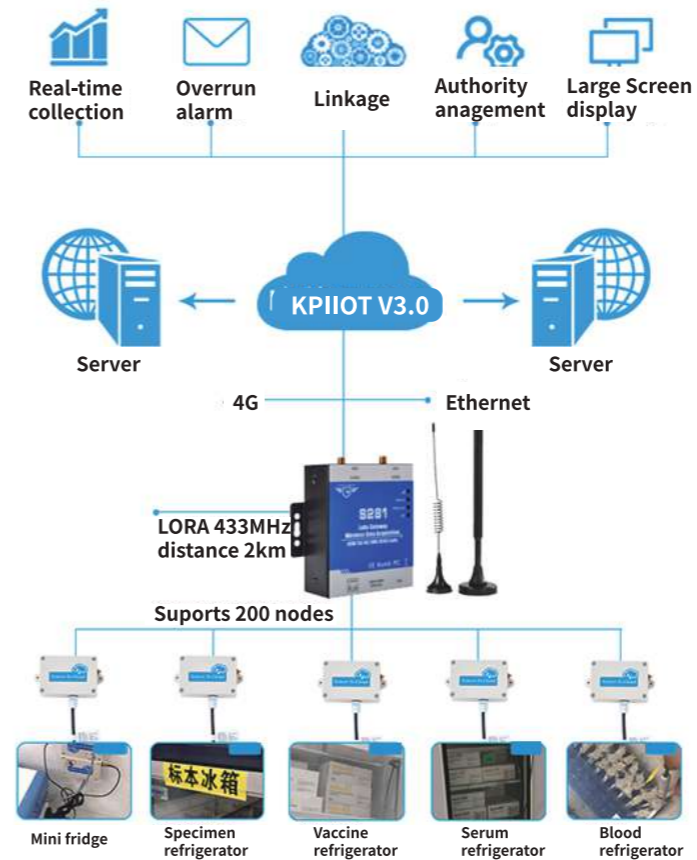 Real-time
collection
Overrun
alarm
Linkage
Authority
anagement
Large Screen
display
KPIIOT V3.0
Server
Server
4G
Ethernet
S281
LORA 433MHz
distance 2km
Suports 200 nodes
标本冰箱
Mini fridge
Specimen
refrigerator
Vaccine
refrigerator
Serum
refrigerator
Blood
refrigerator